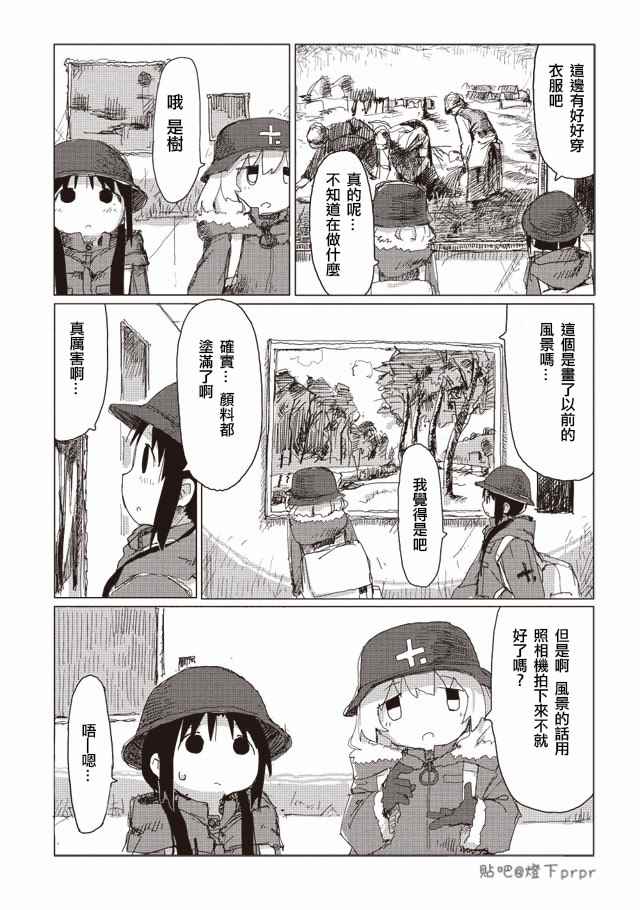 這邊有好好穿
衣服吧
真的呢…
不知道在做什麼
哦 是樹
這個是畫了以前的
風景嗎…
我覺得是吧
確實… 顏料都
塗滿了啊
真厲害啊…
但是啊 風景的話用
照相機拍下來不就
好了嗎?
唔—嗯…
貼吧@燈下prpr